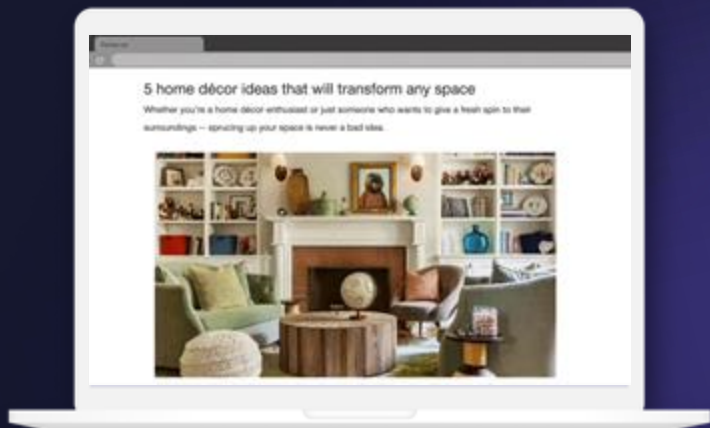 5 home décor ideas that will transform any space
Whether you're a home décor enthusiast or just someone who wants to give a fresh spin to their
surroundings — sprucing up your space is never a bad idea.